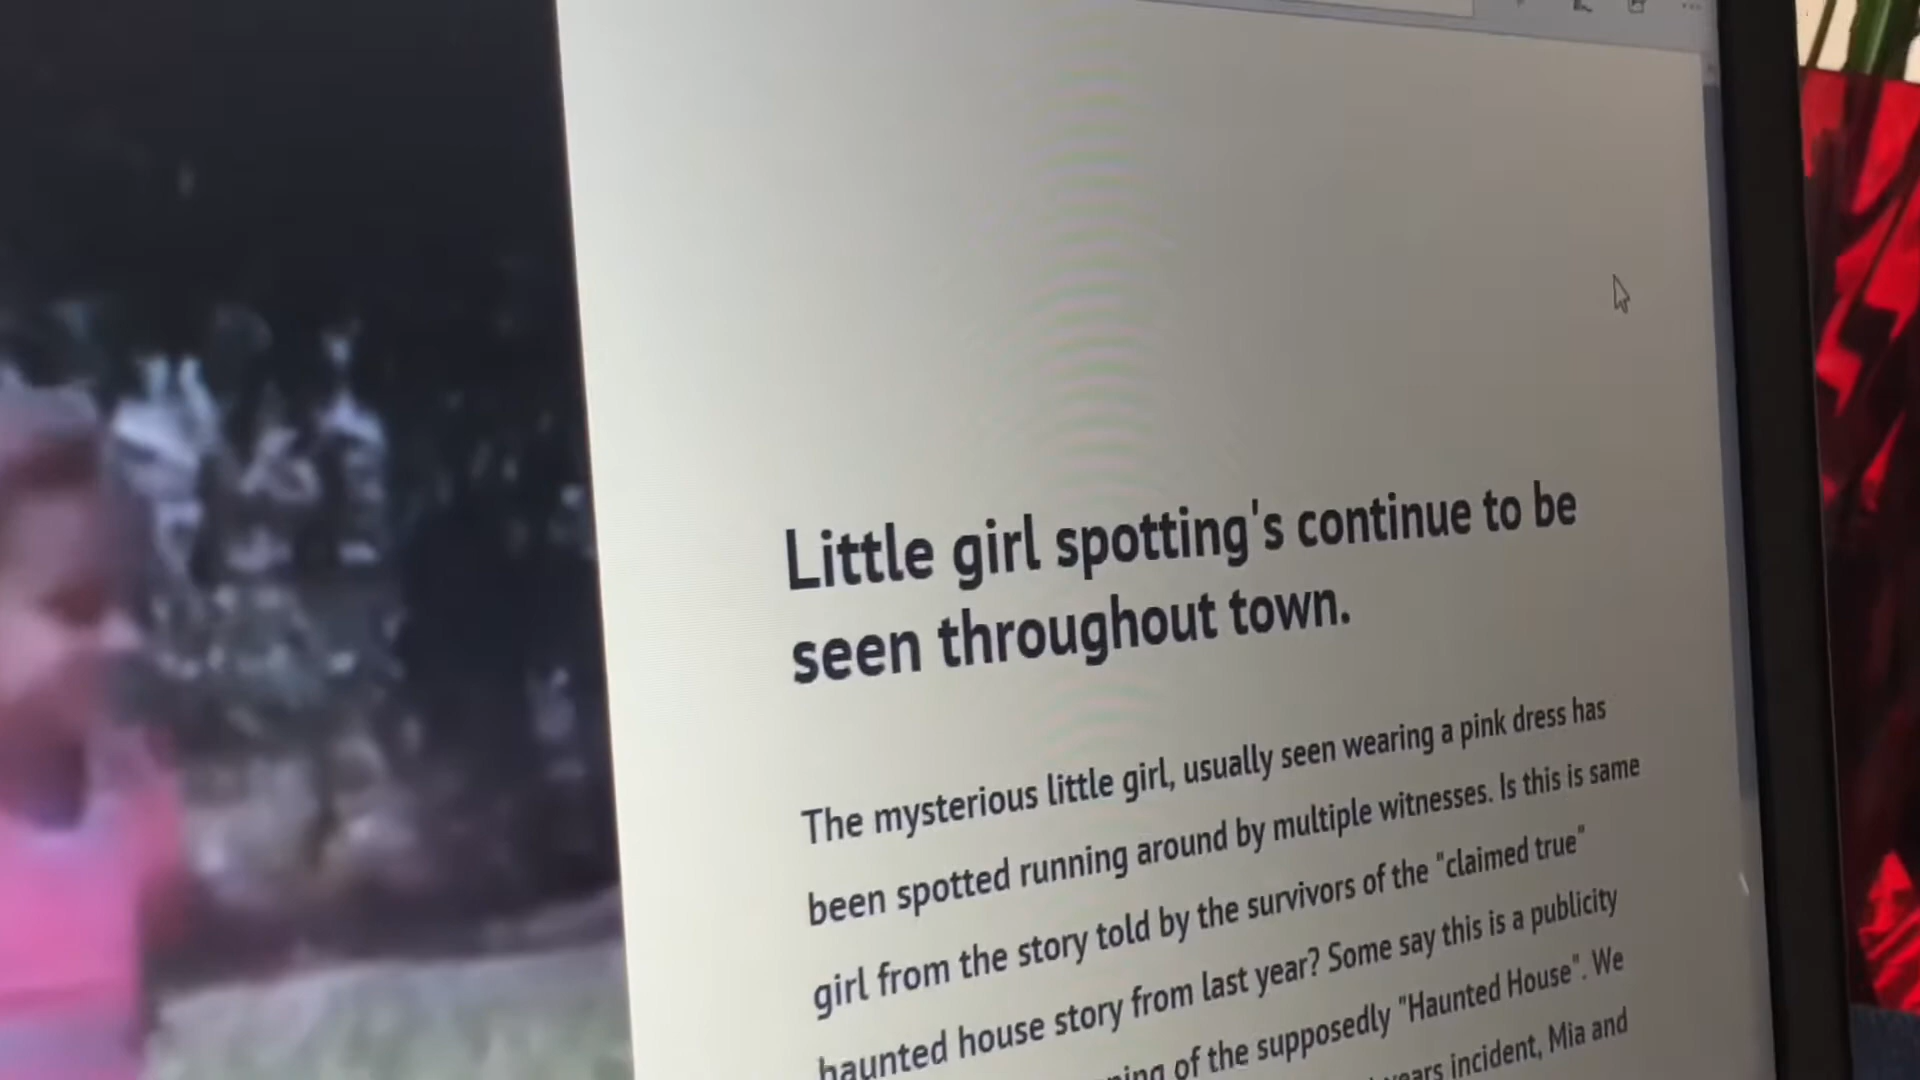 Little girl spotting's continue to be
seen throughout town.
The mysterious little girl, usually seen wearing a pink dress has
been spotted running around by multiple witnesses. Is this is same
girl from the story told by the survivors of the "claimed true"
haunted house story from last year? Some say this is a publicity
of the supposedly "Haunted House". We
incident, Mia and